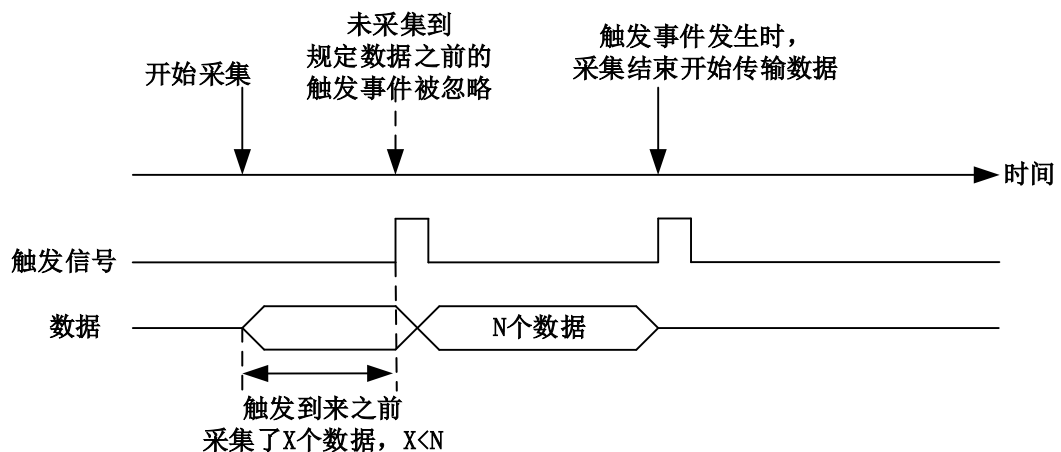 开始采集
未采集到
规定数据之前的
触发事件被忽略
触发事件发生时，
采集结束开始传输数据
时间
触发信号
数据
N个数据
触发到来之前
采集了X个数据，X<N